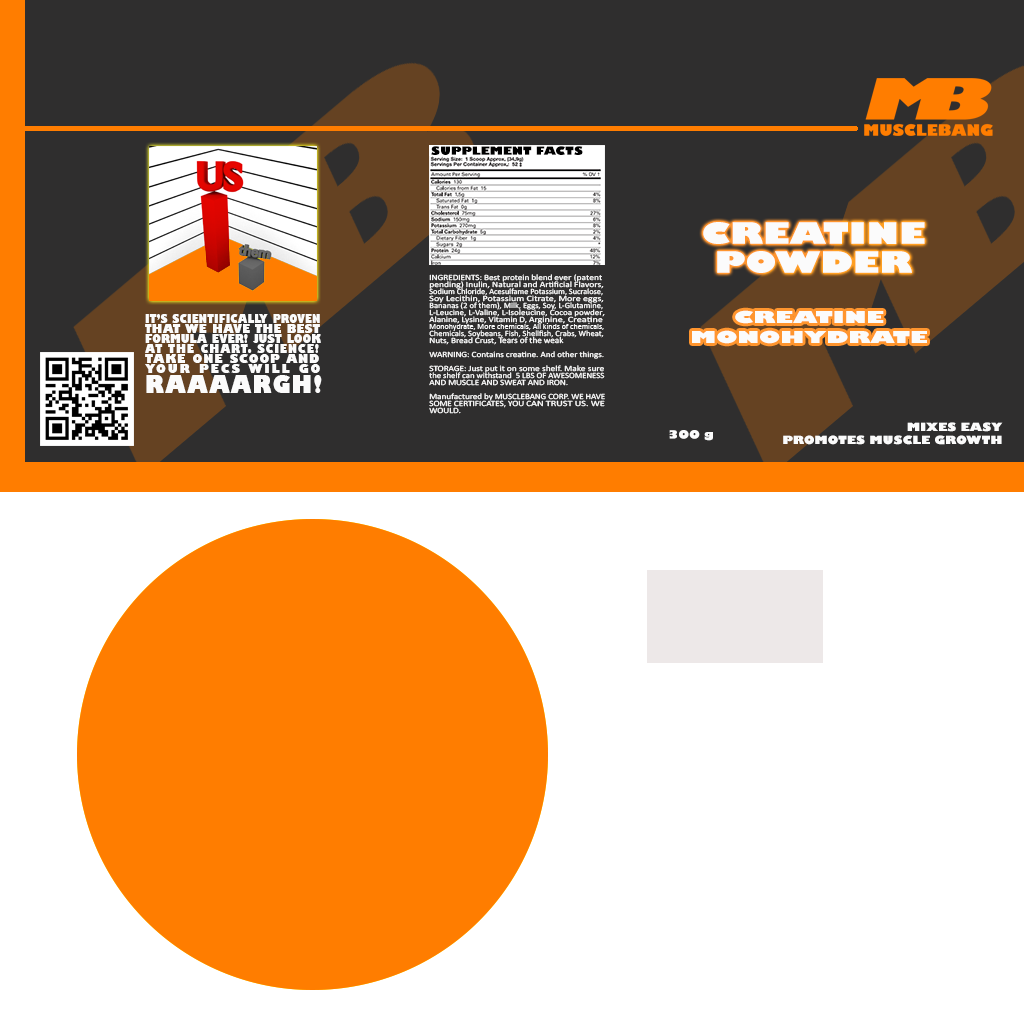 MB
MUSCLEBANG
US
them
IT'S SCIENTIFICALLY PROVEN
THAT WE HAVE THE BEST
FORMULA EVER! JUST LOOK
AT THE CHART. SCIENCE!
TAKE ONE SCOOP AND
YOUR PECS WILL GO
RAAAARGH!
SUPPLEMENT FACTS
Serving Size: 1 Scoop Approx. (34,9g)
Servings Per Container Approx.: 52 ‡
Amount Per Serving % DV †
Calories 130
Calories from Fat 15
Total Fat 1,5g 4%
Saturated Fat 1g 8%
Trans Fat 0g
Cholesterol 75mg 27%
Sodium 150mg 6%
Potassium 270mg 8%
Total Carbohydrate 5g 2%
Dietary Fiber 1g 4%
Sugars 2g *
Protein 24g 48%
Calcium 12%
Iron 7%
INGREDIENTS: Best protein blend ever (patent
pending) Inulin, Natural and Artificial Flavors,
Sodium Chloride, Acesulfame Potassium, Sucralose,
Soy Lecithin, Potassium Citrate, More eggs,
Bananas (2 of them), Milk, Eggs, Soy, L-Glutamine,
L-Leucine, L-Valine, L-Isoleucine, Cocoa powder,
Alanine, Lysine, Vitamin D, Arginine, Creatine
Monohydrate, More chemicals, All kinds of chemicals,
Chemicals, Soybeans, Fish, Shellfish, Crabs, Wheat,
Nuts, Bread Crust, Tears of the weak
WARNING: Contains creatine. And other things.
STORAGE: Just put it on some shelf. Make sure
the shelf can withstand 5 LBS OF AWESOMENESS
AND MUSCLE AND SWEAT AND IRON.
Manufactured by MUSCLEBANG CORP. WE HAVE
SOME CERTIFICATES, YOU CAN TRUST US. WE
WOULD.
CREATINE
POWDER
CREATINE
MONOHYDRATE
300 g
MIXES EASY
PROMOTES MUSCLE GROWTH